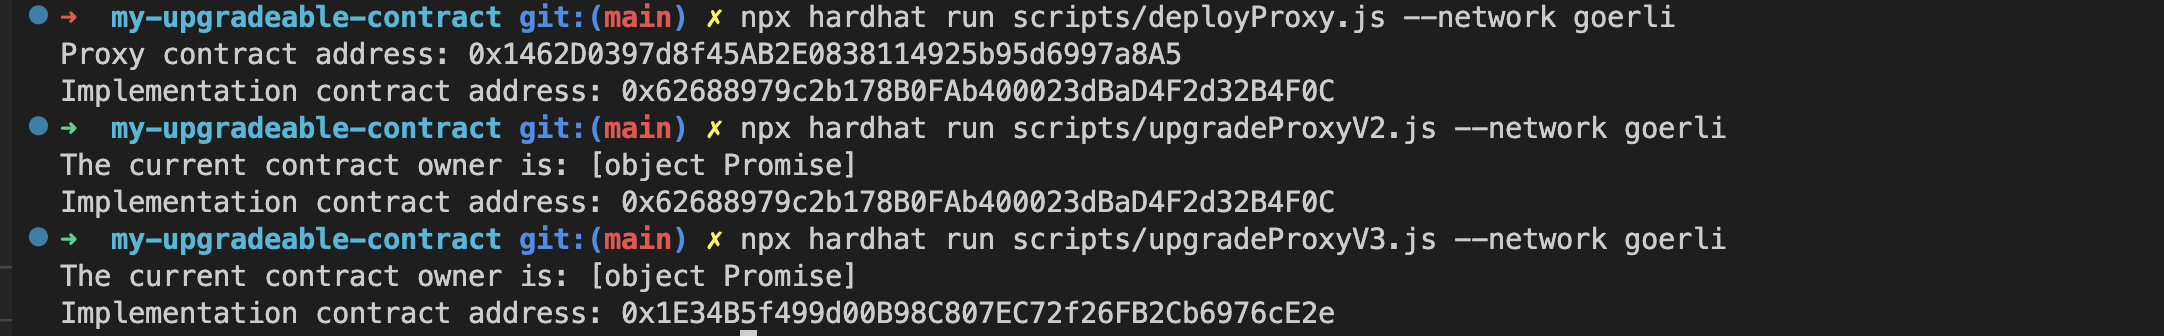 ➜ my-upgradeable-contract git:(main) ✗ npx hardhat run scripts/deployProxy.js --network goerli
Proxy contract address: 0x1462D0397d8f45AB2E0838114925b95d6997a8A5
Implementation contract address: 0x62688979c2b178B0FAb400023dBaD4F2d32B4F0C
➜ my-upgradeable-contract git:(main) ✗ npx hardhat run scripts/upgradeProxyV2.js --network goerli
The current contract owner is: [object Promise]
Implementation contract address: 0x62688979c2b178B0FAb400023dBaD4F2d32B4F0C
➜ my-upgradeable-contract git:(main) ✗ npx hardhat run scripts/upgradeProxyV3.js --network goerli
The current contract owner is: [object Promise]
Implementation contract address: 0x1E34B5f499d00B98C807EC72f26FB2Cb6976cE2e